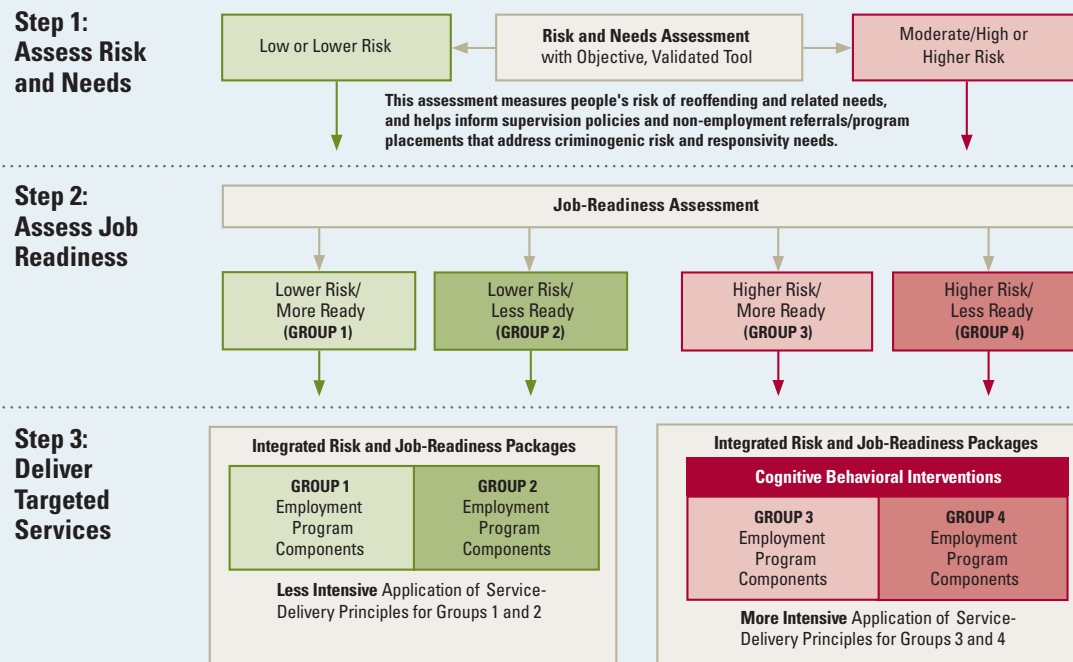 Step 1:
Assess Risk
and Needs
Low or Lower Risk
Risk and Needs Assessment
with Objective, Validated Tool
Moderate/High or
Higher Risk
This assessment measures people's risk of reoffending and related needs,
and helps inform supervision policies and non-employment referrals/program
placements that address criminogenic risk and responsivity needs.
Step 2:
Assess Job
Readiness
Job-Readiness Assessment
Lower Risk/
More Ready
(GROUP 1)
Lower Risk/
Less Ready
(GROUP 2)
Higher Risk/
More Ready
(GROUP 3)
Higher Risk/
Less Ready
(GROUP 4)
Step 3:
Deliver
Targeted
Services
Integrated Risk and Job-Readiness Packages
GROUP 1
Employment
Program
Components
GROUP 2
Employment
Program
Components
Less Intensive Application of Service-
Delivery Principles for Groups 1 and 2
Integrated Risk and Job-Readiness Packages
Cognitive Behavioral Interventions
GROUP 3
Employment
Program
Components
GROUP 4
Employment
Program
Components
More Intensive Application of Service-
Delivery Principles for Groups 3 and 4